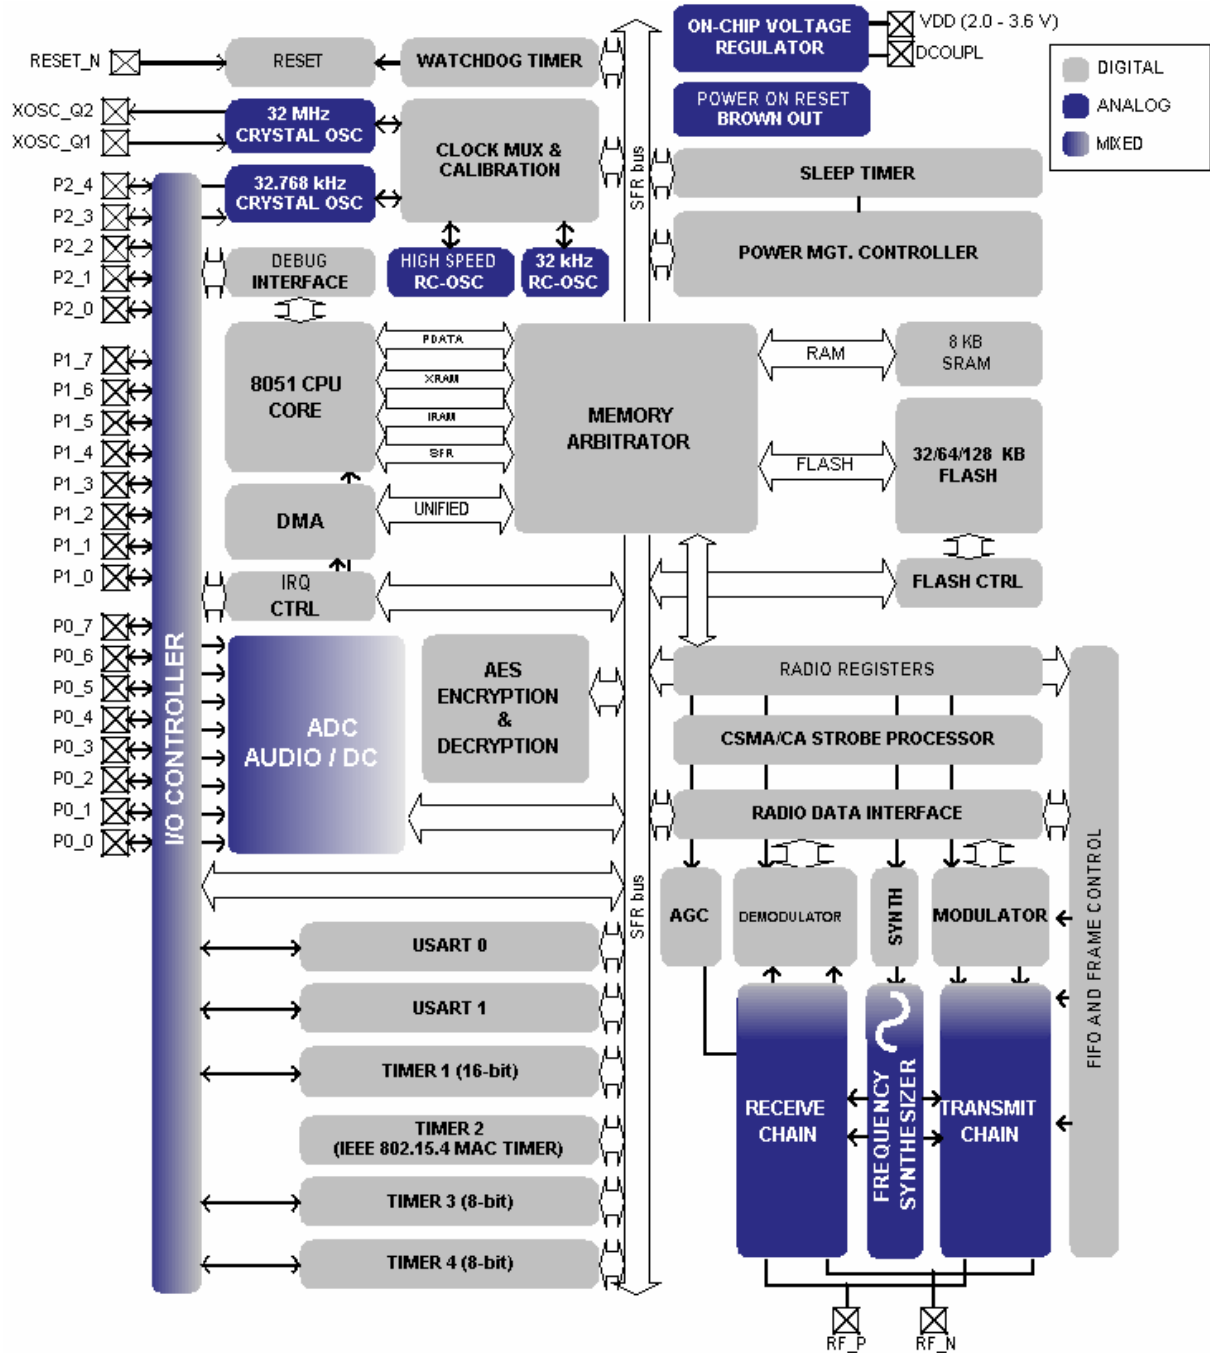 ON-CHIP VOLTAGE
REGULATOR
VDD (2.0 - 3.6 V)
DCOUPL
DIGITAL
ANALOG
MIXED
RESET_N
RESET
WATCHDOG TIMER
XOSC_Q2
XOSC_Q1
32 MHz
CRYSTAL OSC
CLOCK MUX &
CALIBRATION
POWER ON RESET
BROWN OUT
SFR bus
P2_4
P2_3
P2_2
P2_1
P2_0
32.768 kHz
CRYSTAL OSC
SLEEP TIMER
POWER MGT. CONTROLLER
DEBUG
INTERFACE
HIGH SPEED
RC-OSC
32 kHz
RC-OSC
P1_7
P1_6
P1_5
P1_4
P1_3
P1_2
P1_1
P1_0
8051 CPU
CORE
PDATA
XRAM
IRAM
SFR
MEMORY
ARBITRATOR
RAM
8 KB
SRAM
FLASH
32/64/128 KB
FLASH
DMA
UNIFIED
IRQ
CTRL
FLASH CTRL
P0_7
P0_6
P0_5
P0_4
P0_3
P0_2
P0_1
P0_0
I/O CONTROLLER
ADC
AUDIO / DC
AES
ENCRYPTION
&
DECRYPTION
RADIO REGISTERS
CSMA/CA STROBE PROCESSOR
RADIO DATA INTERFACE
FIFO AND FRAME CONTROL
SFR bus
AGC
DEMODULATOR
SYNTH
MODULATOR
USART 0
USART 1
TIMER 1 (16-bit)
TIMER 2
(IEEE 802.15.4 MAC TIMER)
TIMER 3 (8-bit)
TIMER 4 (8-bit)
RECEIVE
CHAIN
FREQUENCY
SYNTHESIZER
TRANSMIT
CHAIN
RF_P
RF_N